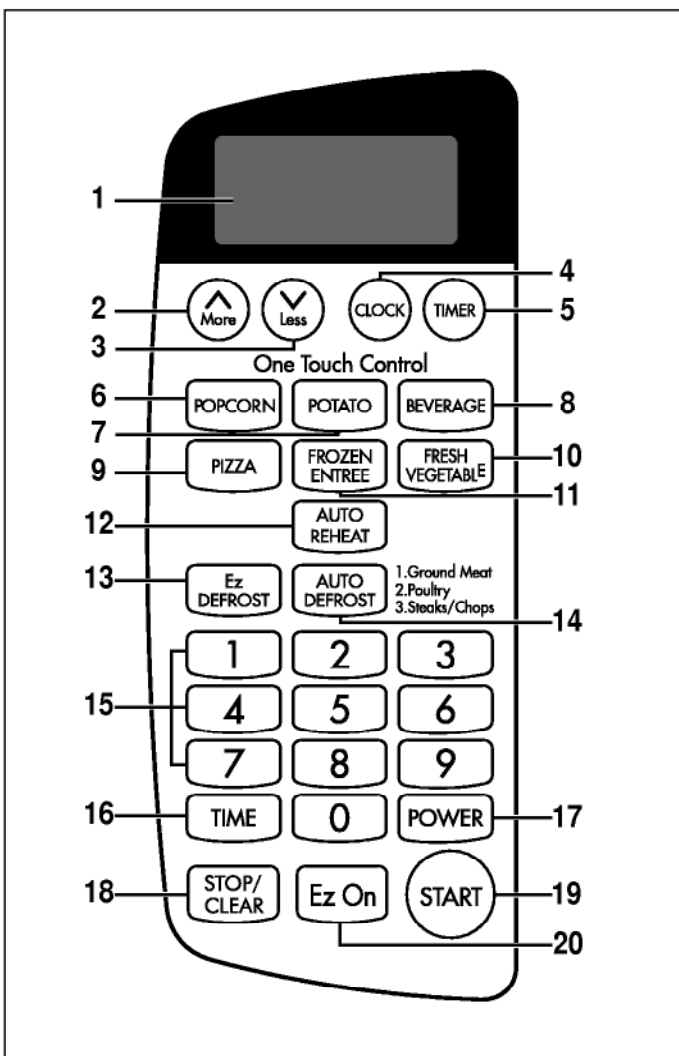 1
2
More
Less
3
CLOCK
4
TIMER
5
One Touch Control
6
POPCORN
POTATO
7
BEVERAGE
8
9
PIZZA
FROZEN
ENTREE
11
FRESH
VEGETABLE
10
12
AUTO
REHEAT
13
Ez
DEFROST
AUTO
DEFROST
14
1.Ground Meat
2.Poultry
3.Steaks/Chops
15
1 2 3
4 5 6
7 8 9
16
TIME
0
POWER
17
18
STOP/
CLEAR
Ez On
20
START
19